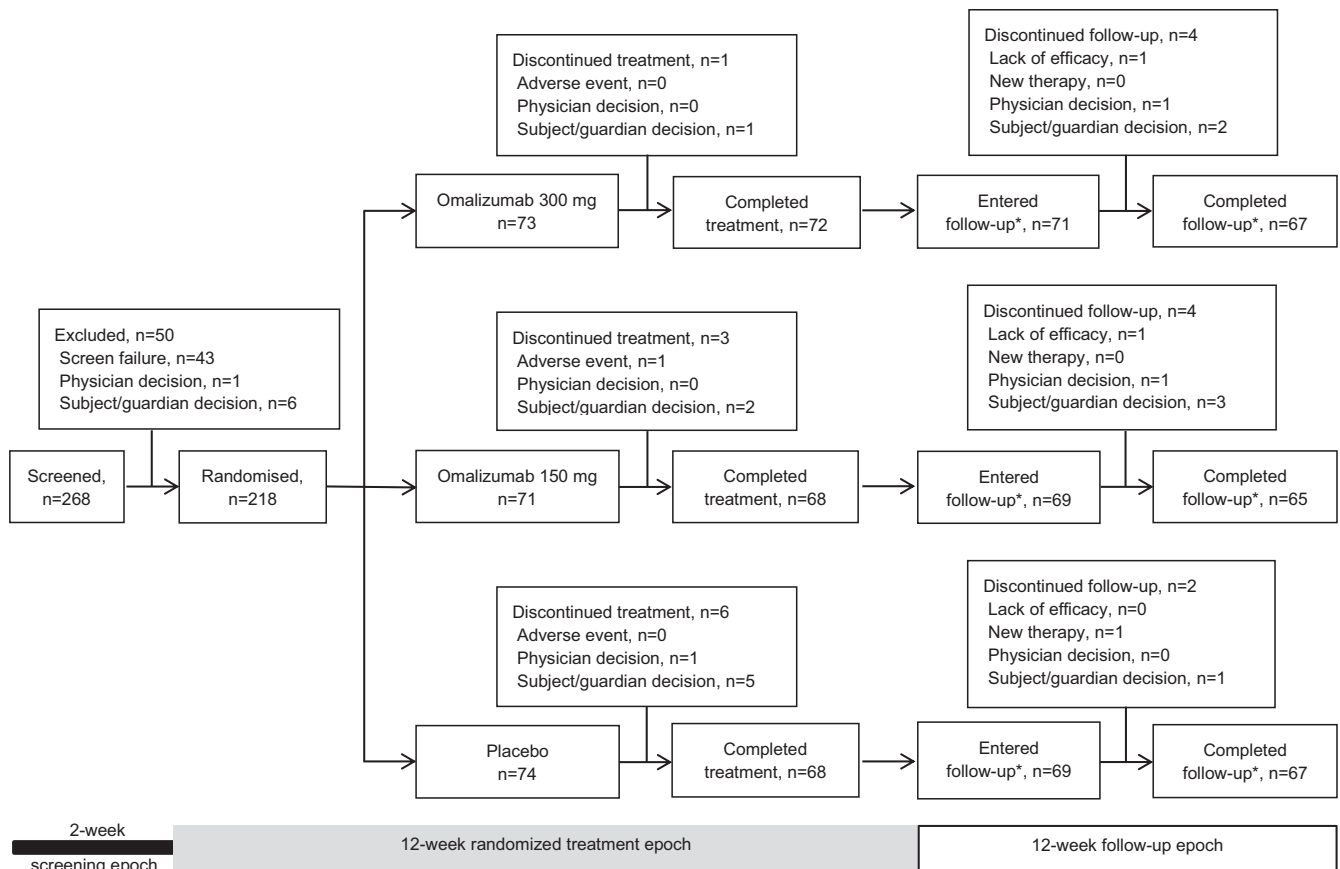 Discontinued treatment, n=1
Adverse event, n=0
Physician decision, n=0
Subject/guardian decision, n=1
Discontinued follow-up, n=4
Lack of efficacy, n=1
New therapy, n=0
Physician decision, n=1
Subject/guardian decision, n=2
Omalizumab 300 mg
n=73
Completed
treatment, n=72
Entered
follow-up*, n=71
Completed
follow-up*, n=67
Excluded, n=50
Screen failure, n=43
Physician decision, n=1
Subject/guardian decision, n=6
Discontinued treatment, n=3
Adverse event, n=1
Physician decision, n=0
Subject/guardian decision, n=2
Discontinued follow-up, n=4
Lack of efficacy, n=1
New therapy, n=0
Physician decision, n=1
Subject/guardian decision, n=3
Screened,
n=268
Randomised,
n=218
Omalizumab 150 mg
n=71
Completed
treatment, n=68
Entered
follow-up*, n=69
Completed
follow-up*, n=65
Discontinued treatment, n=6
Adverse event, n=0
Physician decision, n=1
Subject/guardian decision, n=5
Discontinued follow-up, n=2
Lack of efficacy, n=0
New therapy, n=1
Physician decision, n=0
Subject/guardian decision, n=1
Placebo
n=74
Completed
treatment, n=68
Entered
follow-up*, n=69
Completed
follow-up*, n=67
2-week
screening epoch
12-week randomized treatment epoch
12-week follow-up epoch